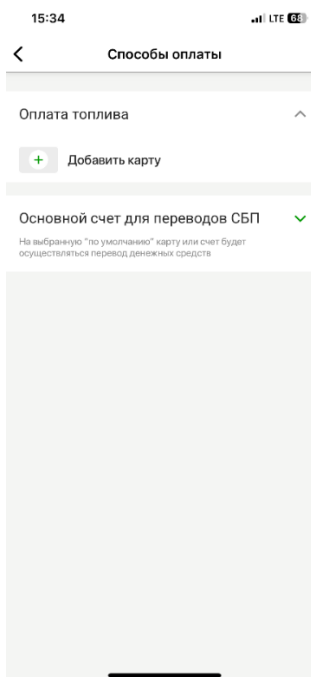 15:34
LTE 68
Способы оплаты
Оплата топлива
Добавить карту
Основной счет для переводов СБП
На выбранную "по умолчанию" карту или счет будет
осуществляться перевод денежных средств